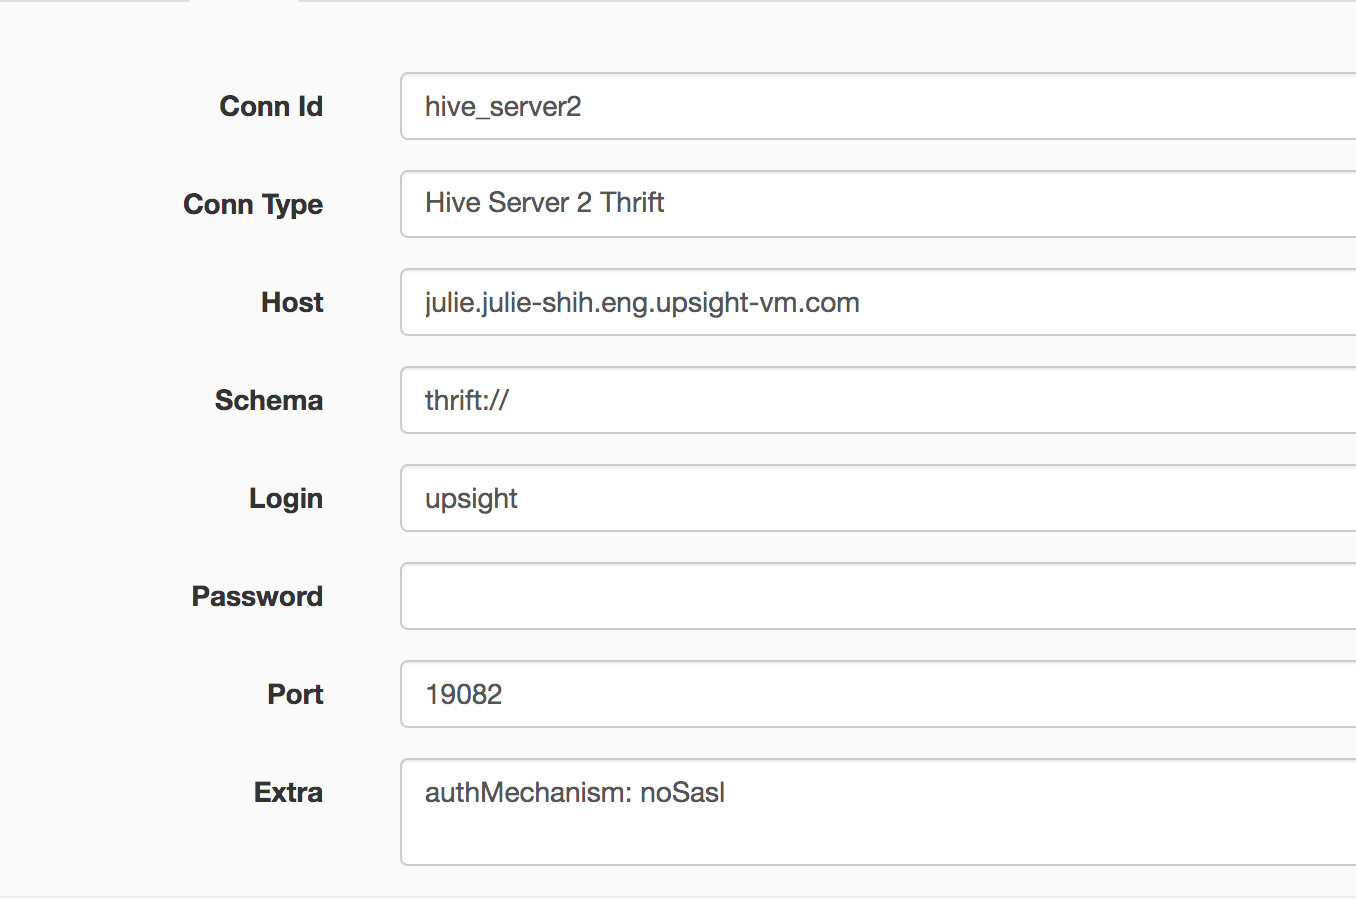 Conn Id hive_server2
Conn Type Hive Server 2 Thrift
Host julie.julie-shih.eng.upsight-vm.com
Schema thrift://
Login upsight
Password
Port 19082
Extra authMechanism: noSasl